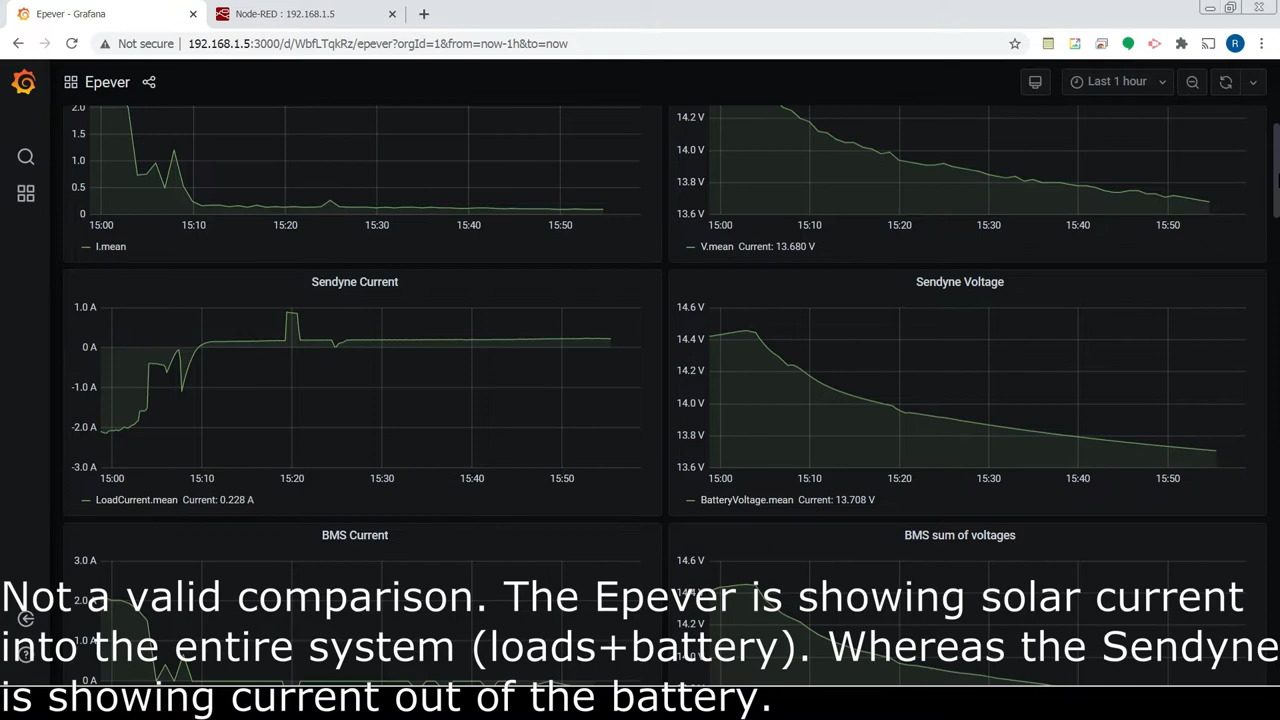 Epever - Grafana
Node-RED : 192.168.1.5
Not secure
192.168.1.5:3000/d/WbfLTqkRz/epever?orgId=1&from=now-1h&to=now
R
Epever
Last 1 hour
2.0
1.5
1.0
0.5
0
15:00 15:10 15:20 15:30 15:40 15:50
I.mean
14.2 V
14.0 V
13.8 V
13.6 V
15:00 15:10 15:20 15:30 15:40 15:50
V.mean Current: 13.680 V
Sendyne Current
1.0 A
0 A
-1.0 A
-2.0 A
-3.0 A
15:00 15:10 15:20 15:30 15:40 15:50
LoadCurrent.mean Current: 0.228 A
Sendyne Voltage
14.6 V
14.4 V
14.2 V
14.0 V
13.8 V
13.6 V
15:00 15:10 15:20 15:30 15:40 15:50
BatteryVoltage.mean Current: 13.708 V
BMS Current
3.0 A
1.0 A
0 A
BMS sum of voltages
14.6 V
14.2 V
Not a valid comparison. The Epever is showing solar current
into the entire system (loads+battery). Whereas the Sendyne
is showing current out of the battery.